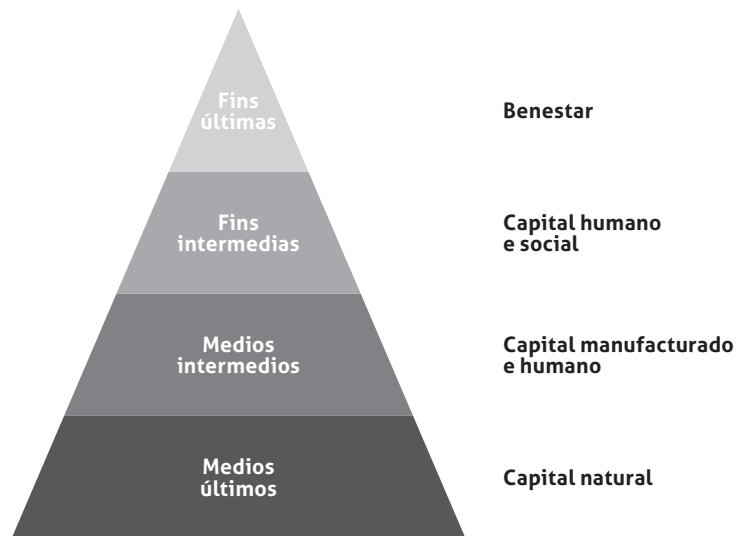 Fins
últimas
Benestar
Fins
intermedias
Capital humano
e social
Medios
intermedios
Capital manufacturado
e humano
Medios
últimos
Capital natural